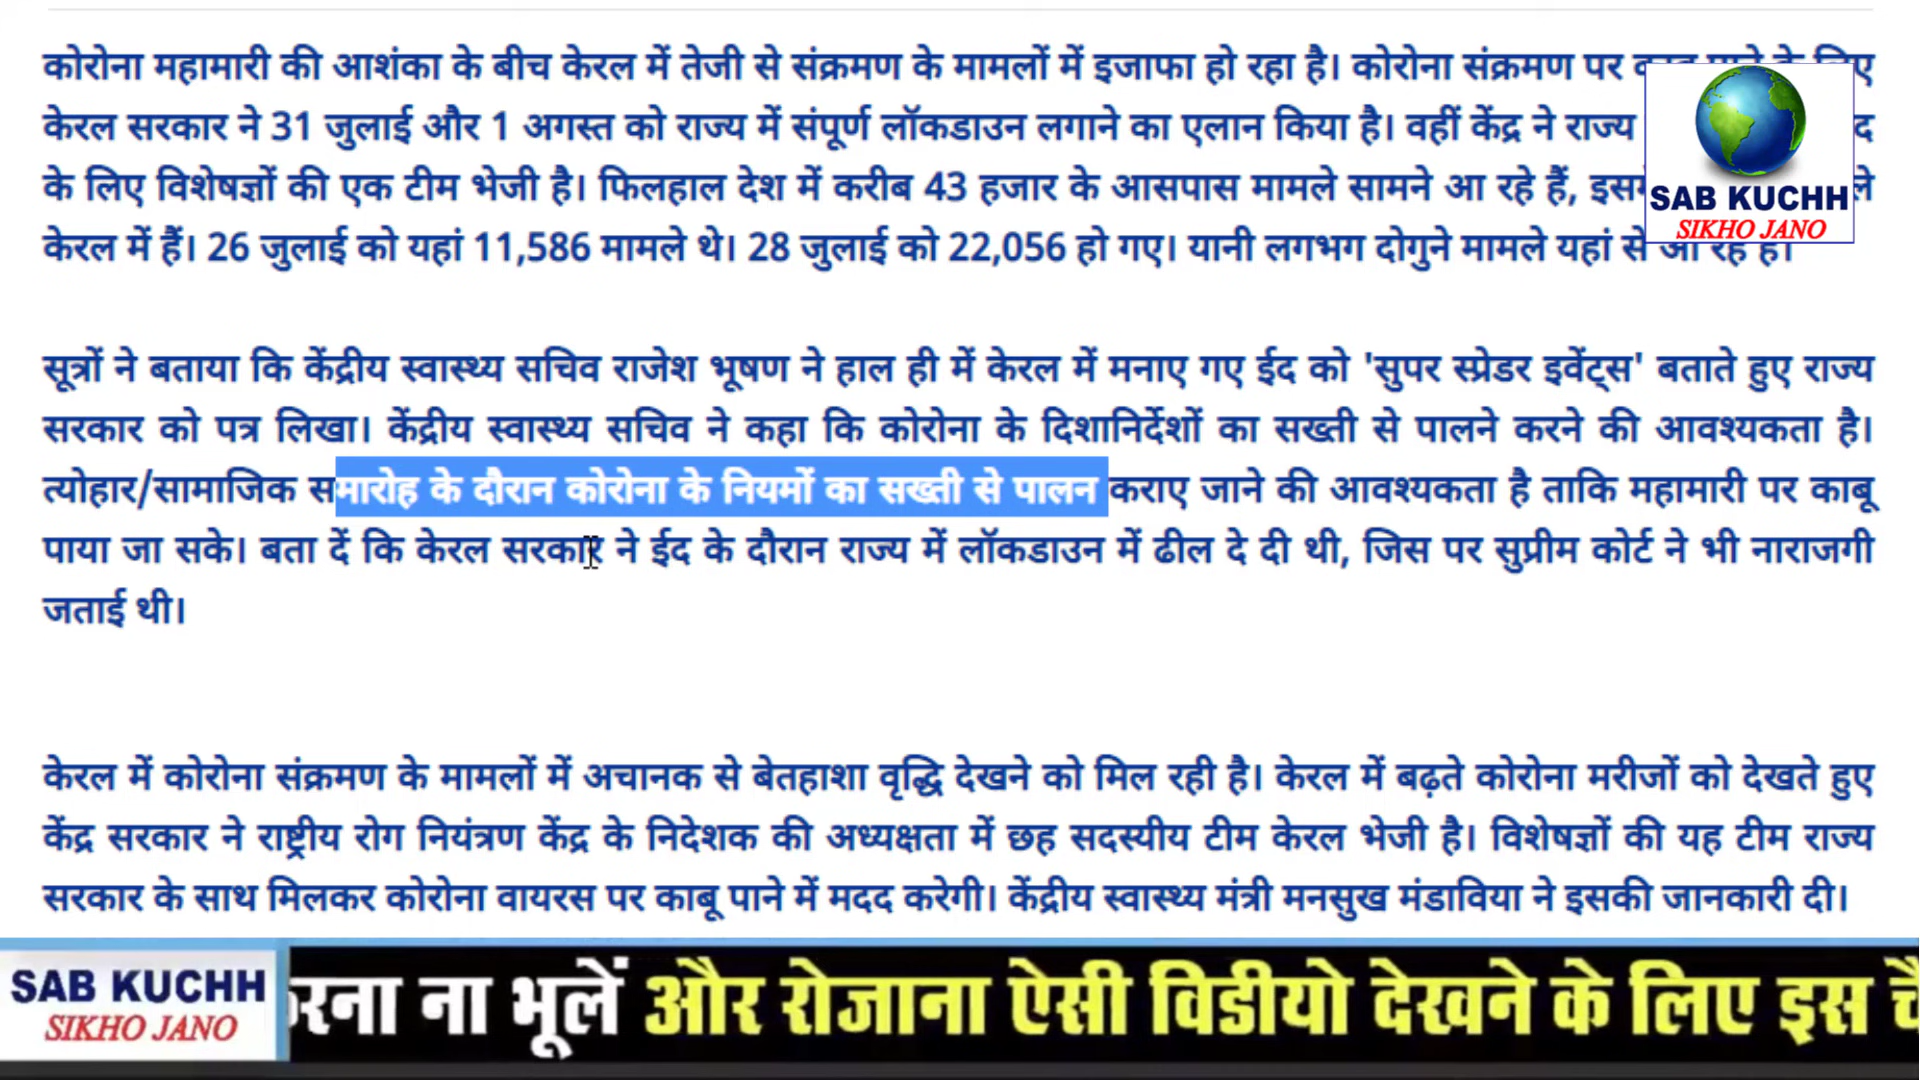 कोरोना महामारी की आशंका के बीच केरल में तेजी से संक्रमण के मामलों में इजाफा हो रहा है। कोरोना संक्रमण पर
केरल सरकार ने 31 जुलाई और 1 अगस्त को राज्य में संपूर्ण लॉकडाउन लगाने का एलान किया है। वहीं केंद्र ने राज्य
के लिए विशेषज्ञों की एक टीम भेजी है। फिलहाल देश में करीब 43 हजार के आसपास मामले सामने आ रहे हैं,
केरल में हैं। 26 जुलाई को यहां 11,586 मामले थे। 28 जुलाई को 22,056 हो गए। यानी लगभग दोगुने मामले यहां से आ रहे हैं।
SAB KUCHH
SIKHO JANO
सूत्रों ने बताया कि केंद्रीय स्वास्थ्य सचिव राजेश भूषण ने हाल ही में केरल में मनाए गए ईद को 'सुपर स्प्रेडर इवेंट्स' बताते हुए राज्य
सरकार को पत्र लिखा। केंद्रीय स्वास्थ्य सचिव ने कहा कि कोरोना के दिशानिर्देशों का सख्ती से पालने करने की आवश्यकता है।
त्योहार/सामाजिक समारोह के दौरान कोरोना के नियमों का सख्ती से पालन कराए जाने की आवश्यकता है ताकि महामारी पर काबू
पाया जा सके। बता दें कि केरल सरकार ने ईद के दौरान राज्य में लॉकडाउन में ढील दे दी थी, जिस पर सुप्रीम कोर्ट ने भी नाराजगी
जताई थी।
केरल में कोरोना संक्रमण के मामलों में अचानक से बेतहाशा वृद्धि देखने को मिल रही है। केरल में बढ़ते कोरोना मरीजों को देखते हुए
केंद्र सरकार ने राष्ट्रीय रोग नियंत्रण केंद्र के निदेशक की अध्यक्षता में छह सदस्यीय टीम केरल भेजी है। विशेषज्ञों की यह टीम राज्य
सरकार के साथ मिलकर कोरोना वायरस पर काबू पाने में मदद करेगी। केंद्रीय स्वास्थ्य मंत्री मनसुख मंडाविया ने इसकी जानकारी दी।
SAB KUCHH
SIKHO JANO
ना भूलें और रोजाना ऐसी विडीयो देखने के लिए इस